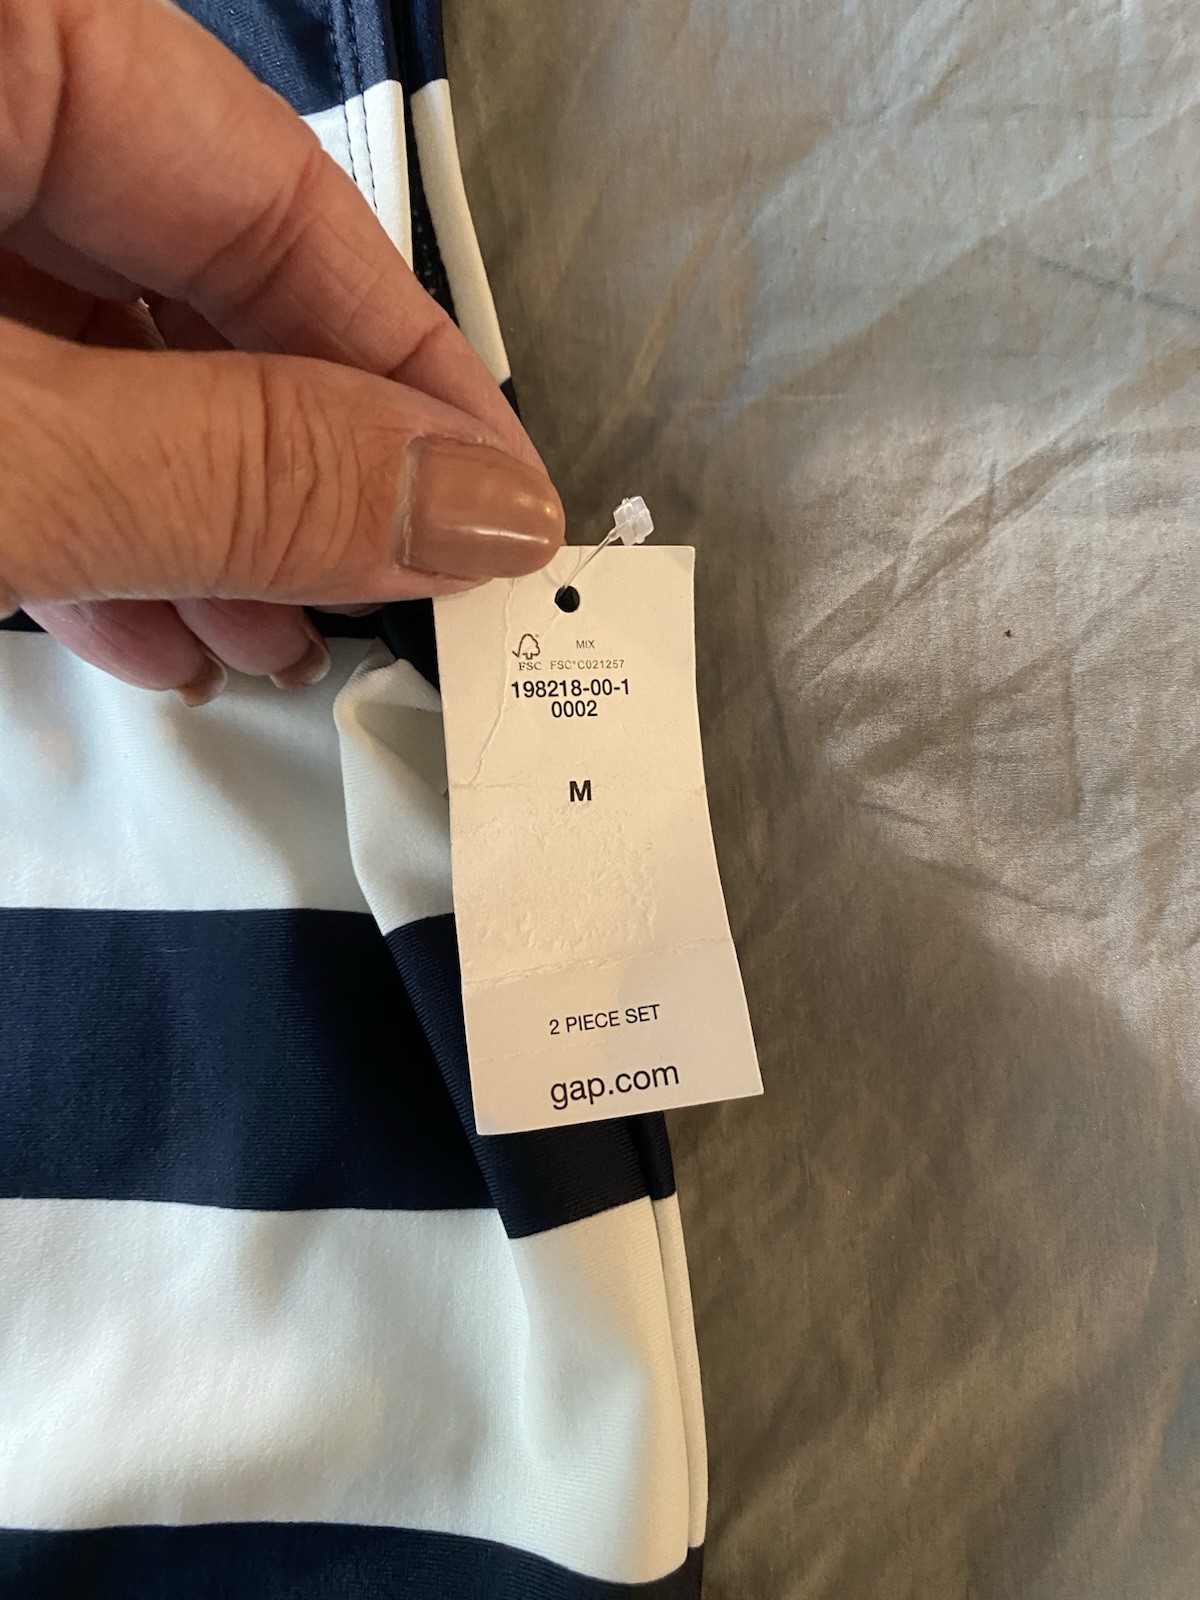 MIX
FSC FSC®C021257
198218-00-1
0002
M
2 PIECE SET
gap.com